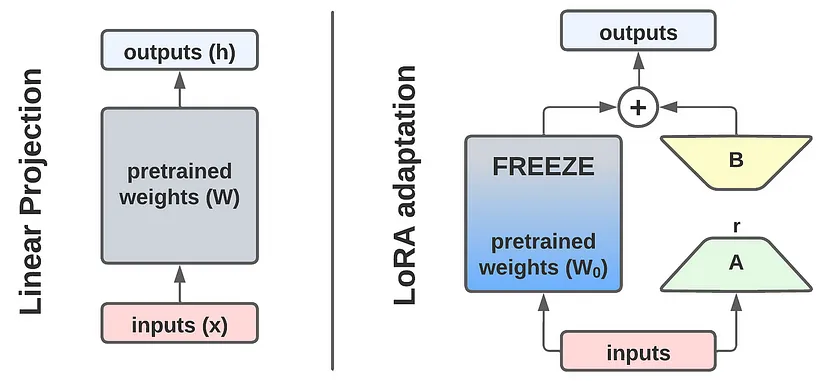 Linear Projection
outputs (h)
pretrained
weights (W)
inputs (x)
LoRA adaptation
outputs
+
FREEZE
pretrained
weights (W₀)
B
r
A
inputs